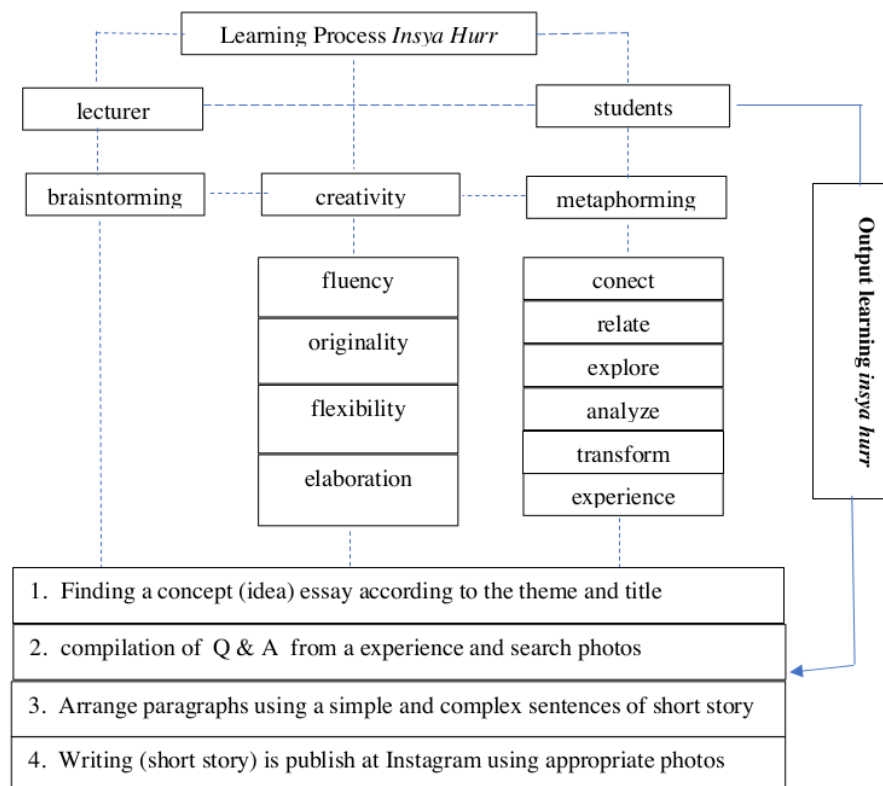 Learning Process Insya Hurr
lecturer
students
braisntorming
creativity
metaphorming
fluency
originality
flexibility
elaboration
conect
relate
explore
analyze
transform
experience
Output learning insya hurr
1. Finding a concept (idea) essay according to the theme and title
2. compilation of Q & A from a experience and search photos
3. Arrange paragraphs using a simple and complex sentences of short story
4. Writing (short story) is publish at Instagram using appropriate photos